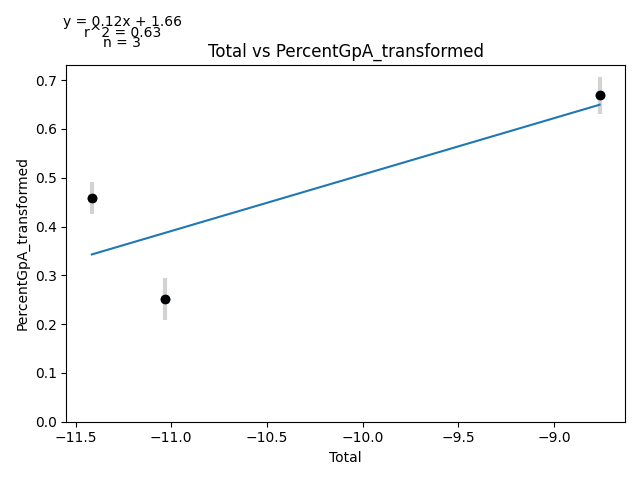 y = 0.12x + 1.66
r^2 = 0.63
n = 3
Total vs PercentGpA_transformed
PercentGpA_transformed
0.7
0.6
0.5
0.4
0.3
0.2
0.1
0.0
−11.5 −11.0 −10.5 −10.0 −9.5 −9.0
Total